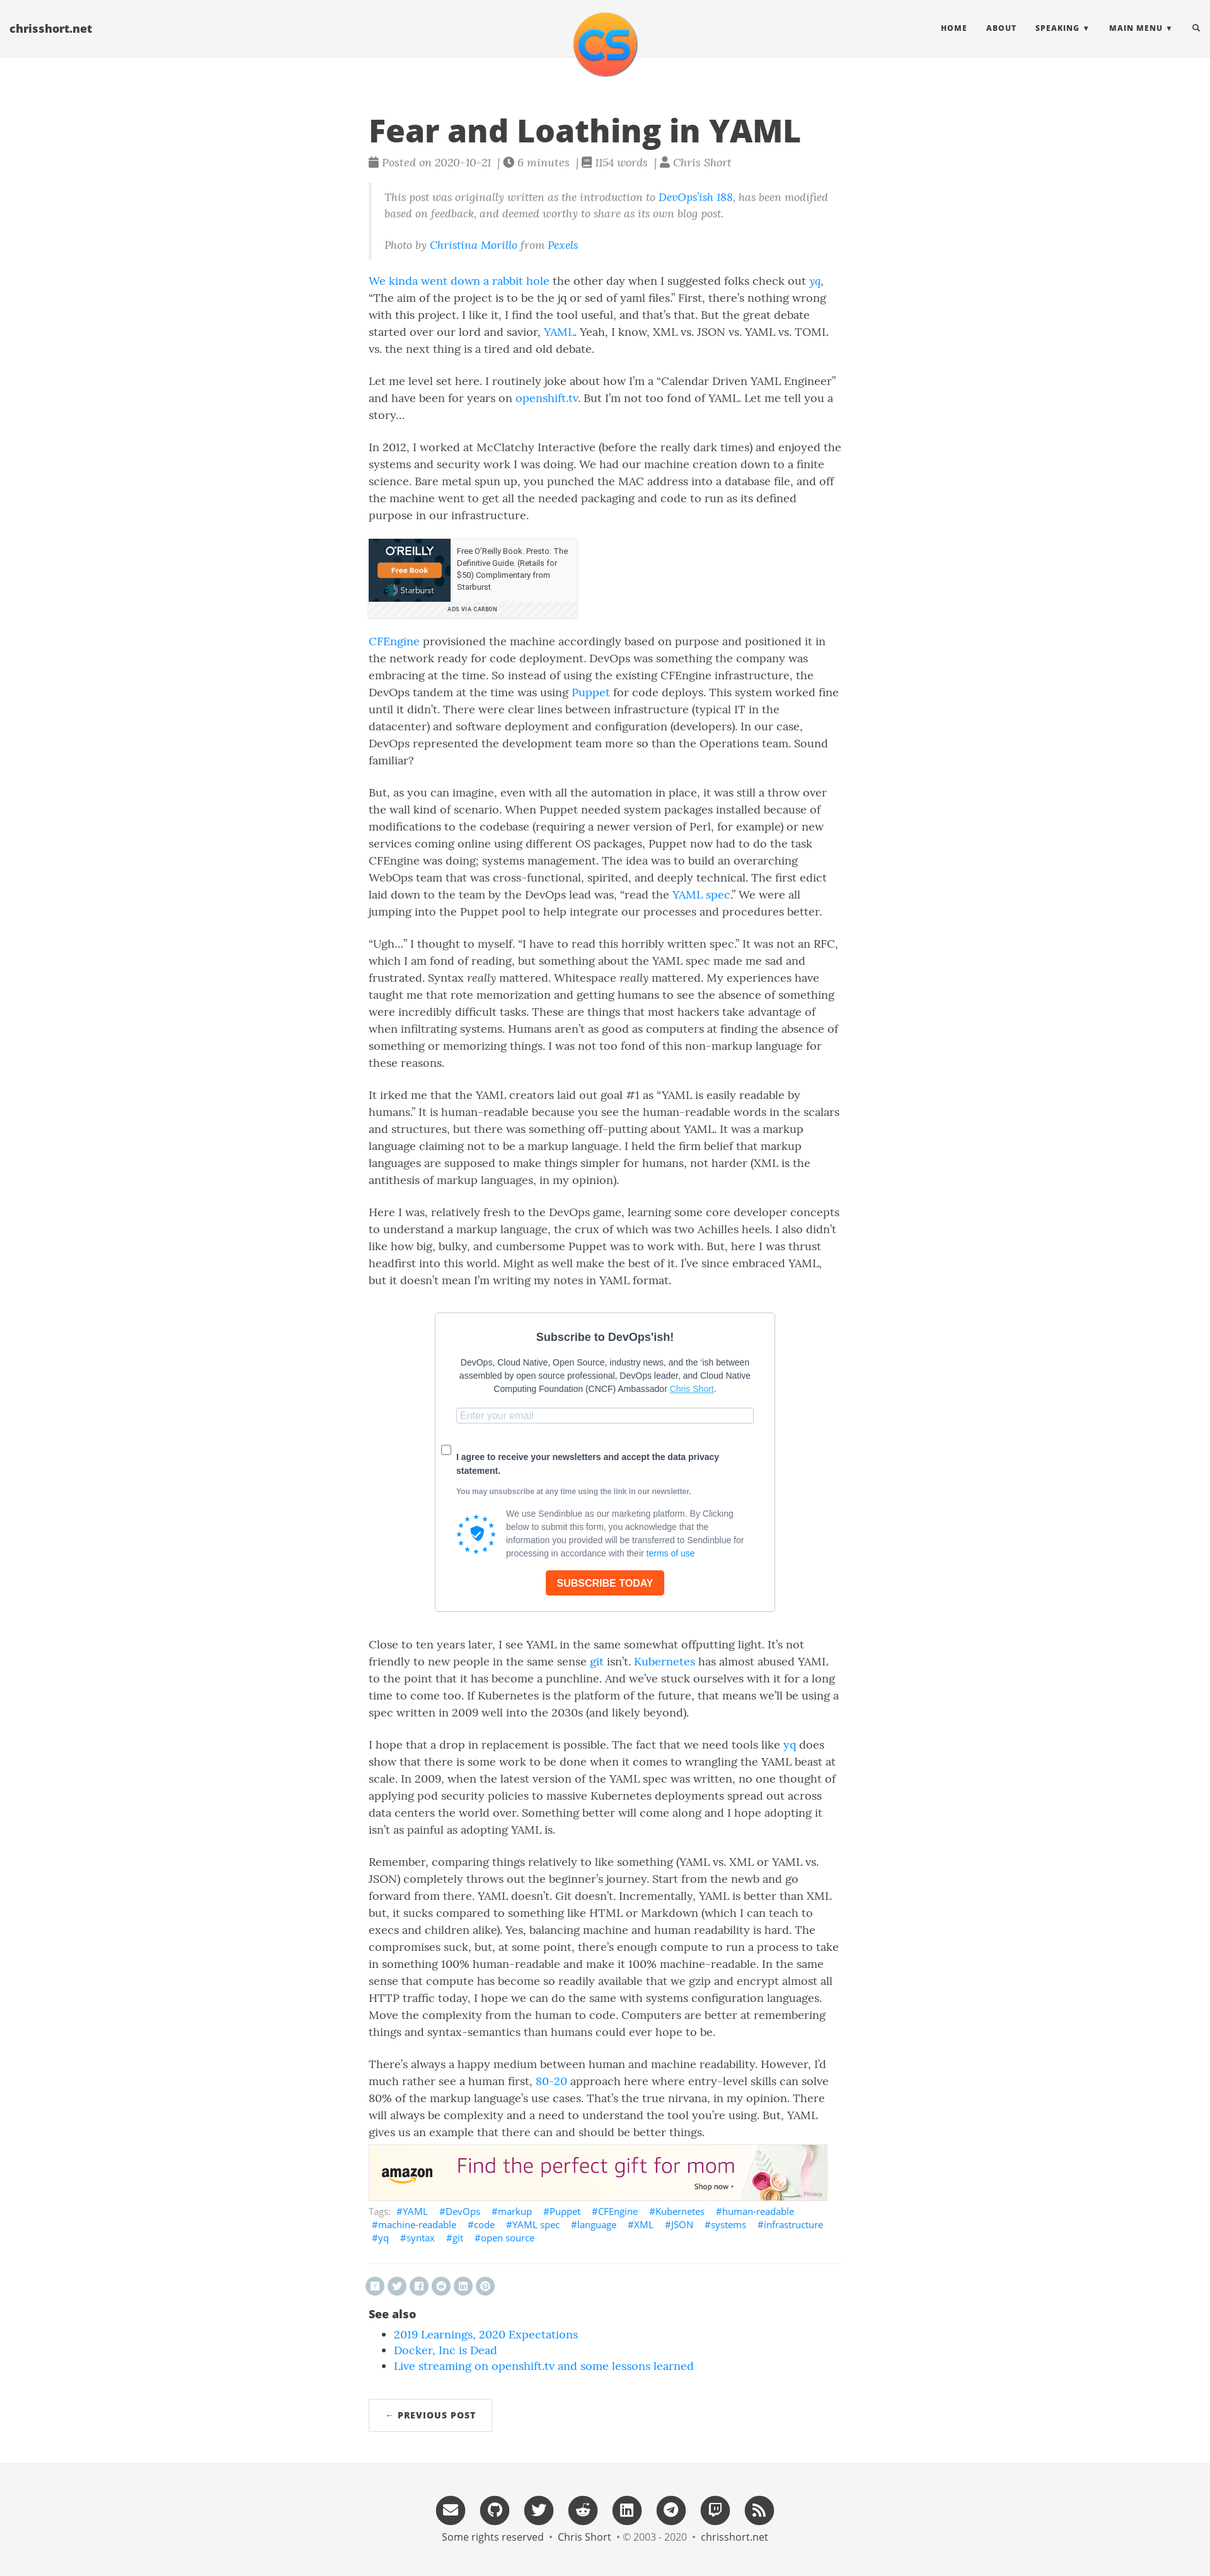 chrisshort.net
CS
HOME ABOUT SPEAKING ▼ MAIN MENU ▼
Fear and Loathing in YAML
Posted on 2020-10-21 | 6 minutes | 1154 words | Chris Short
This post was originally written as the introduction to DevOps'ish 188, has been modified
based on feedback, and deemed worthy to share as its own blog post.
Photo by Christina Morillo from Pexels
We kinda went down a rabbit hole the other day when I suggested folks check out yq,
“The aim of the project is to be the jq or sed of yaml files.” First, there’s nothing wrong
with this project. I like it, I find the tool useful, and that’s that. But the great debate
started over our lord and savior, YAML. Yeah, I know, XML vs. JSON vs. YAML vs. TOML
vs. the next thing is a tired and old debate.
Let me level set here. I routinely joke about how I’m a “Calendar Driven YAML Engineer”
and have been for years on openshift.tv. But I’m not too fond of YAML. Let me tell you a
story…
In 2012, I worked at McClatchy Interactive (before the really dark times) and enjoyed the
systems and security work I was doing. We had our machine creation down to a finite
science. Bare metal spun up, you punched the MAC address into a database file, and off
the machine went to get all the needed packaging and code to run as its defined
purpose in our infrastructure.
O'REILLY
Free Book
Starburst
Free O’Reilly Book. Presto: The
Definitive Guide. (Retails for
$50) Complimentary from
Starburst
ADS VIA CARBON
CFEngine provisioned the machine accordingly based on purpose and positioned it in
the network ready for code deployment. DevOps was something the company was
embracing at the time. So instead of using the existing CFEngine infrastructure, the
DevOps tandem at the time was using Puppet for code deploys. This system worked fine
until it didn’t. There were clear lines between infrastructure (typical IT in the
datacenter) and software deployment and configuration (developers). In our case,
DevOps represented the development team more so than the Operations team. Sound
familiar?
But, as you can imagine, even with all the automation in place, it was still a throw over
the wall kind of scenario. When Puppet needed system packages installed because of
modifications to the codebase (requiring a newer version of Perl, for example) or new
services coming online using different OS packages, Puppet now had to do the task
CFEngine was doing; systems management. The idea was to build an overarching
WebOps team that was cross-functional, spirited, and deeply technical. The first edict
laid down to the team by the DevOps lead was, “read the YAML spec.” We were all
jumping into the Puppet pool to help integrate our processes and procedures better.
“Ugh…” I thought to myself. “I have to read this horribly written spec.” It was not an RFC,
which I am fond of reading, but something about the YAML spec made me sad and
frustrated. Syntax really mattered. Whitespace really mattered. My experiences have
taught me that rote memorization and getting humans to see the absence of something
were incredibly difficult tasks. These are things that most hackers take advantage of
when infiltrating systems. Humans aren’t as good as computers at finding the absence of
something or memorizing things. I was not too fond of this non-markup language for
these reasons.
It irked me that the YAML creators laid out goal #1 as “YAML is easily readable by
humans.” It is human-readable because you see the human-readable words in the scalars
and structures, but there was something off-putting about YAML. It was a markup
language claiming not to be a markup language. I held the firm belief that markup
languages are supposed to make things simpler for humans, not harder (XML is the
antithesis of markup languages, in my opinion).
Here I was, relatively fresh to the DevOps game, learning some core developer concepts
to understand a markup language, the crux of which was two Achilles heels. I also didn’t
like how big, bulky, and cumbersome Puppet was to work with. But, here I was thrust
headfirst into this world. Might as well make the best of it. I’ve since embraced YAML,
but it doesn’t mean I’m writing my notes in YAML format.
Subscribe to DevOps'ish!
DevOps, Cloud Native, Open Source, industry news, and the 'ish between
assembled by open source professional, DevOps leader, and Cloud Native
Computing Foundation (CNCF) Ambassador Chris Short.
Enter your email
I agree to receive your newsletters and accept the data privacy
statement.
You may unsubscribe at any time using the link in our newsletter.
We use Sendinblue as our marketing platform. By Clicking
below to submit this form, you acknowledge that the
information you provided will be transferred to Sendinblue for
processing in accordance with their terms of use
SUBSCRIBE TODAY
Close to ten years later, I see YAML in the same somewhat offputting light. It’s not
friendly to new people in the same sense git isn’t. Kubernetes has almost abused YAML
to the point that it has become a punchline. And we’ve stuck ourselves with it for a long
time to come too. If Kubernetes is the platform of the future, that means we’ll be using a
spec written in 2009 well into the 2030s (and likely beyond).
I hope that a drop in replacement is possible. The fact that we need tools like yq does
show that there is some work to be done when it comes to wrangling the YAML beast at
scale. In 2009, when the latest version of the YAML spec was written, no one thought of
applying pod security policies to massive Kubernetes deployments spread out across
data centers the world over. Something better will come along and I hope adopting it
isn’t as painful as adopting YAML is.
Remember, comparing things relatively to like something (YAML vs. XML or YAML vs.
JSON) completely throws out the beginner’s journey. Start from the newb and go
forward from there. YAML doesn’t. Git doesn’t. Incrementally, YAML is better than XML
but, it sucks compared to something like HTML or Markdown (which I can teach to
execs and children alike). Yes, balancing machine and human readability is hard. The
compromises suck, but, at some point, there’s enough compute to run a process to take
in something 100% human-readable and make it 100% machine-readable. In the same
sense that compute has become so readily available that we gzip and encrypt almost all
HTTP traffic today, I hope we can do the same with systems configuration languages.
Move the complexity from the human to code. Computers are better at remembering
things and syntax-semantics than humans could ever hope to be.
There’s always a happy medium between human and machine readability. However, I’d
much rather see a human first, 80-20 approach here where entry-level skills can solve
80% of the markup language’s use cases. That’s the true nirvana, in my opinion. There
will always be complexity and a need to understand the tool you’re using. But, YAML
gives us an example that there can and should be better things.
amazon Find the perfect gift for mom
Shop now
Privacy
Tags: #YAML #DevOps #markup #Puppet #CFEngine #Kubernetes #human-readable
#machine-readable #code #YAML spec #language #XML #JSON #systems #infrastructure
#yq #syntax #git #open source
See also
2019 Learnings, 2020 Expectations
Docker, Inc is Dead
Live streaming on openshift.tv and some lessons learned
← PREVIOUS POST
Some rights reserved • Chris Short • © 2003 - 2020 • chrisshort.net